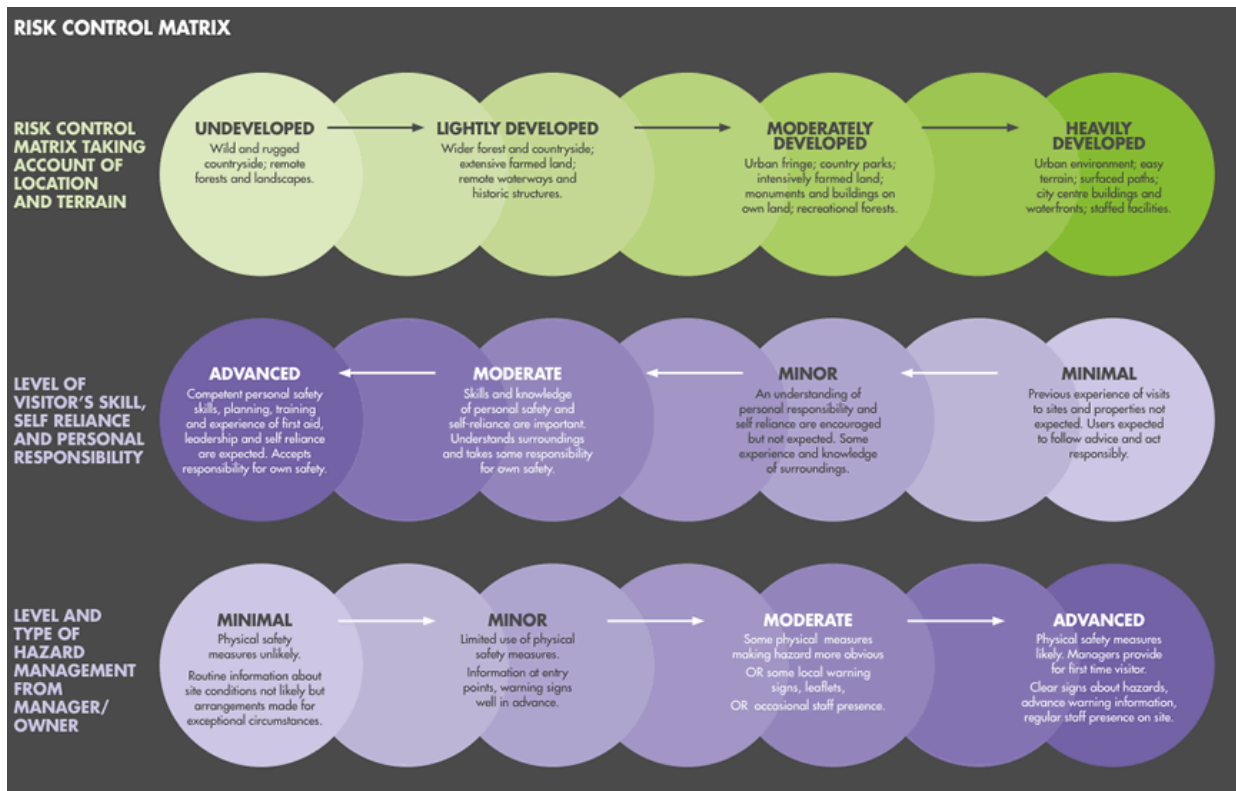 RISK CONTROL MATRIX
RISK CONTROL
MATRIX TAKING
ACCOUNT OF
LOCATION
AND TERRAIN
UNDEVELOPED
Wild and rugged
countryside; remote
forests and landscapes.
LIGHTLY DEVELOPED
Wider forest and countryside;
extensive farmed land;
remote waterways and
historic structures.
MODERATELY
DEVELOPED
Urban fringe; country parks;
intensively farmed land;
monuments and buildings on
own land; recreational forests.
HEAVILY
DEVELOPED
Urban environment; easy
terrain; surfaced paths;
city centre buildings and
waterfronts; staffed facilities.
LEVEL OF
VISITOR'S SKILL,
SELF RELIANCE
AND PERSONAL
RESPONSIBILITY
ADVANCED
Competent personal safety
skills, planning, training
and experience of first aid,
leadership and self reliance
are expected. Accepts
responsibility for own safety.
MODERATE
Skills and knowledge
of personal safety and
self-reliance are important.
Understands surroundings
and takes some responsibility
for own safety.
MINOR
An understanding of
personal responsibility and
self reliance are encouraged
but not expected. Some
experience and knowledge
of surroundings.
MINIMAL
Previous experience of visits
to sites and properties not
expected. Users expected
to follow advice and act
responsibly.
LEVEL AND
TYPE OF
HAZARD
MANAGEMENT
FROM
MANAGER/
OWNER
MINIMAL
Physical safety
measures unlikely.
Routine information about
site conditions not likely but
arrangements made for
exceptional circumstances.
MINOR
Limited use of physical
safety measures.
Information at entry
points, warning signs
well in advance.
MODERATE
Some physical measures
making hazard more obvious
OR some local warning
signs, leaflets,
OR occasional staff presence.
ADVANCED
Physical safety measures
likely. Managers provide
for first time visitor.
Clear signs about hazards,
advance warning information,
regular staff presence on site.